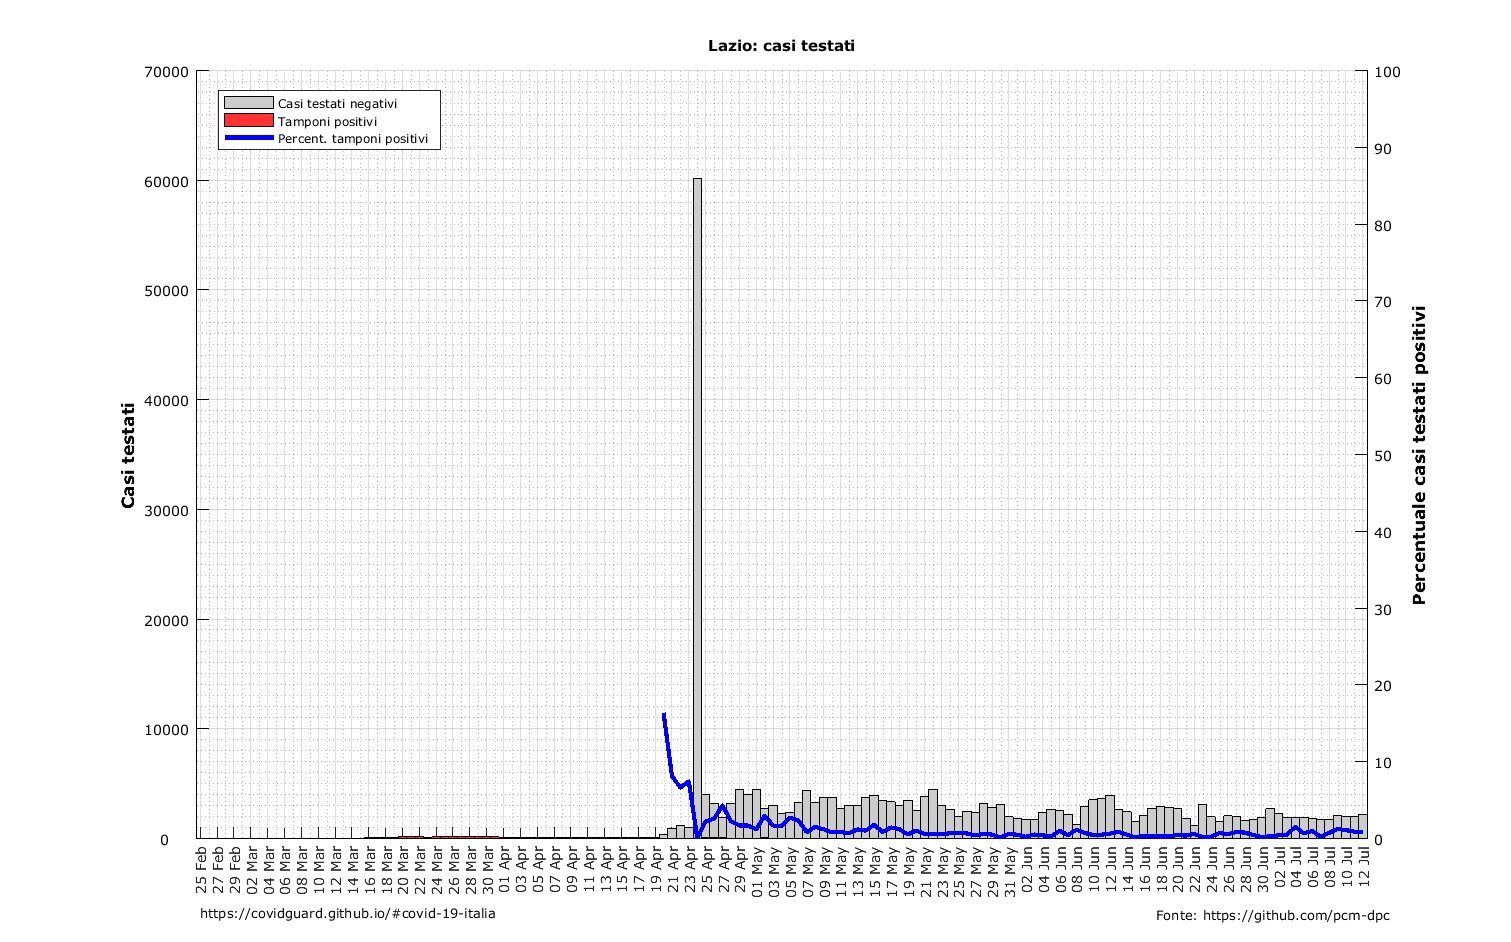 Lazio: casi testati
70000
60000
50000
40000
30000
20000
10000
0
Casi testati
Casi testati negativi
Tamponi positivi
Percent. tamponi positivi
100
90
80
70
60
50
40
30
20
10
0
Percentuale casi testati positivi
25 Feb
27 Feb
29 Feb
02 Mar
04 Mar
06 Mar
08 Mar
10 Mar
12 Mar
14 Mar
16 Mar
18 Mar
20 Mar
22 Mar
24 Mar
26 Mar
28 Mar
30 Mar
01 Apr
03 Apr
05 Apr
07 Apr
09 Apr
11 Apr
13 Apr
15 Apr
17 Apr
19 Apr
21 Apr
23 Apr
25 Apr
27 Apr
29 Apr
01 May
03 May
05 May
07 May
09 May
11 May
13 May
15 May
17 May
19 May
21 May
23 May
25 May
27 May
29 May
31 May
02 Jun
04 Jun
06 Jun
08 Jun
10 Jun
12 Jun
14 Jun
16 Jun
18 Jun
20 Jun
22 Jun
24 Jun
26 Jun
28 Jun
30 Jun
02 Jul
04 Jul
06 Jul
08 Jul
10 Jul
12 Jul
https://covidguard.github.io/#covid-19-italia
Fonte: https://github.com/pcm-dpc